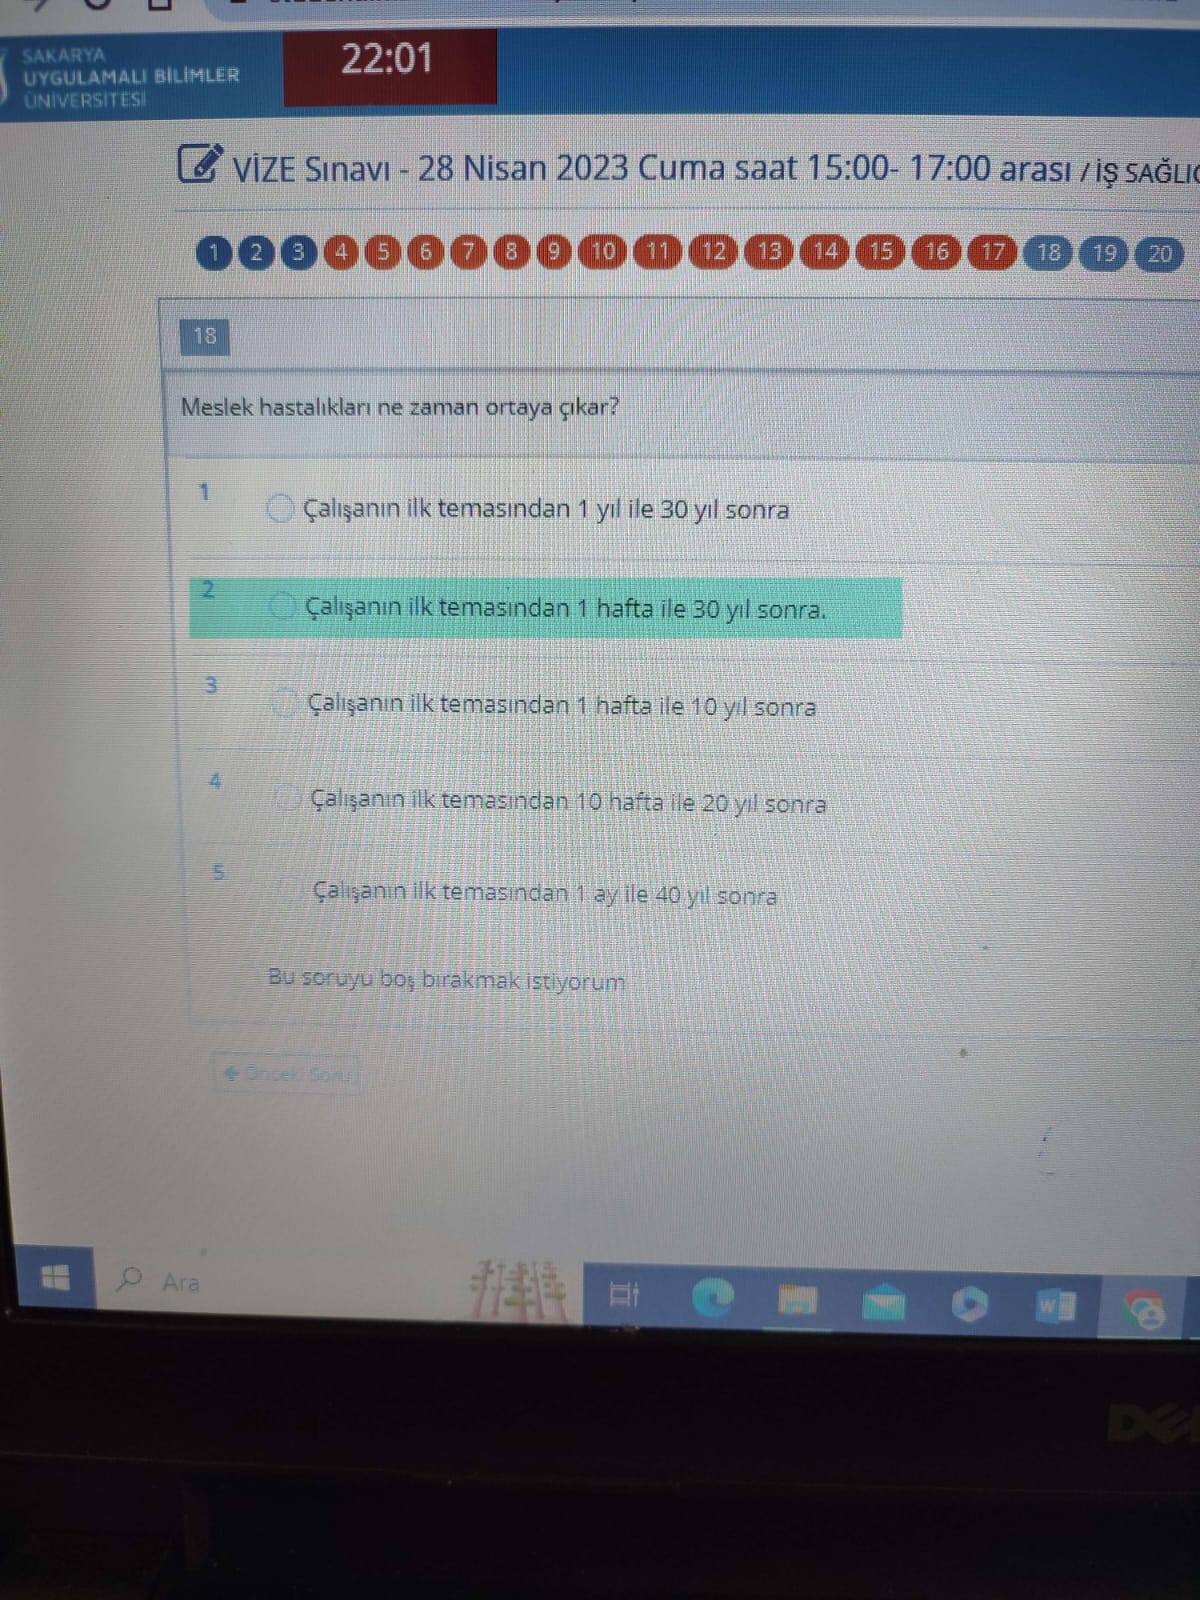 SAKARYA
UYGULAMALI BİLİMLER
ÜNİVERSİTESİ
22:01
VİZE Sınavı - 28 Nisan 2023 Cuma saat 15:00- 17:00 arası / İŞ
1 2 3 4 5 6 7 8 9 10 11 12 13 14 15 16 17 18 19 20
18
Meslek hastalıkları ne zaman ortaya çıkar?
1
Çalışanın ilk temasından 1 yıl ile 30 yıl sonra
2
Çalışanın ilk temasından 1 hafta ile 30 yıl sonra.
3
Çalışanın ilk temasından 1 hafta ile 10 yıl sonra
4
Çalışanın ilk temasından 10 hafta ile 20 yıl sonra
5
Çalışanın ilk temasından 1 ay ile 40 yıl sonra
Bu soruyu boş bırakmak istiyorum
Önceki Soru
Ara
W